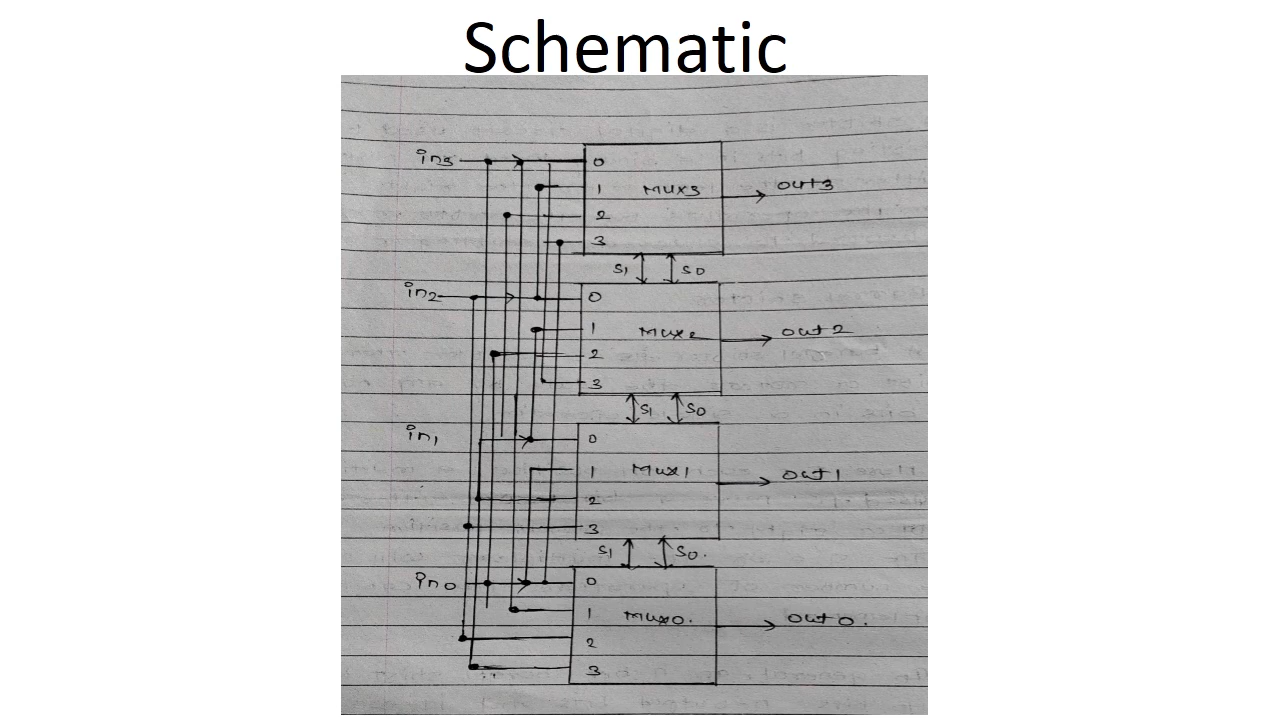 Schematic
in3
0
1
2
3
Mux3
out3
S1
S0
in2
0
1
2
3
Mux2
out2
S1
S0
in1
0
1
2
3
Mux1
out1
S1
S0.
in0
0
1
2
3
Mux0.
out0.